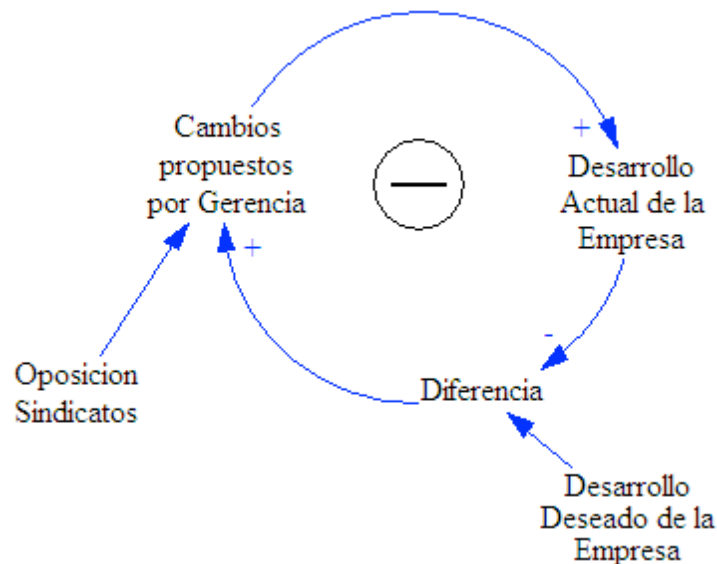 Cambios
propuestos
por Gerencia
+
Desarrollo
Actual de la
Empresa
+
-
Oposicion
Sindicatos
Diferencia
Desarrollo
Deseado de la
Empresa